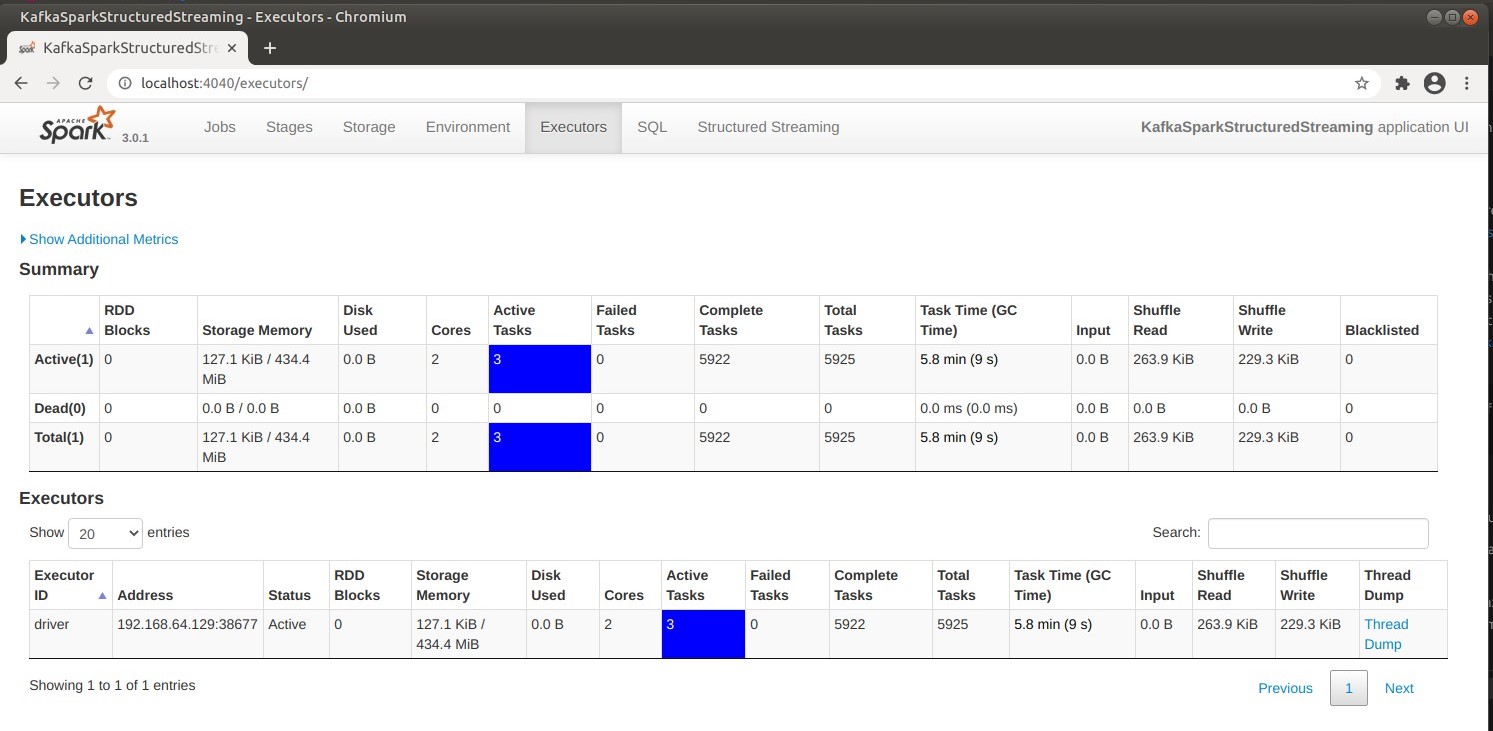 KafkaSparkStructuredStreaming - Executors - Chromium
KafkaSparkStructuredStre
localhost:4040/executors/
APACHE Spark 3.0.1 Jobs Stages Storage Environment Executors SQL Structured Streaming KafkaSparkStructuredStreaming application UI
Executors
Show Additional Metrics
Summary
RDD Blocks Storage Memory Disk Used Cores Active Tasks Failed Tasks Complete Tasks Total Tasks Task Time (GC Time) Input Shuffle Read Shuffle Write Blacklisted
Active(1) 0 127.1 KiB / 434.4 MiB 0.0 B 2 3 0 5922 5925 5.8 min (9 s) 0.0 B 263.9 KiB 229.3 KiB 0
Dead(0) 0 0.0 B / 0.0 B 0.0 B 0 0 0 0 0 0.0 ms (0.0 ms) 0.0 B 0.0 B 0.0 B 0
Total(1) 0 127.1 KiB / 434.4 MiB 0.0 B 2 3 0 5922 5925 5.8 min (9 s) 0.0 B 263.9 KiB 229.3 KiB 0
Executors
Show 20 entries Search:
Executor ID Address Status RDD Blocks Storage Memory Disk Used Cores Active Tasks Failed Tasks Complete Tasks Total Tasks Task Time (GC Time) Input Shuffle Read Shuffle Write Thread Dump
driver 192.168.64.129:38677 Active 0 127.1 KiB / 434.4 MiB 0.0 B 2 3 0 5922 5925 5.8 min (9 s) 0.0 B 263.9 KiB 229.3 KiB Thread Dump
Showing 1 to 1 of 1 entries Previous 1 Next